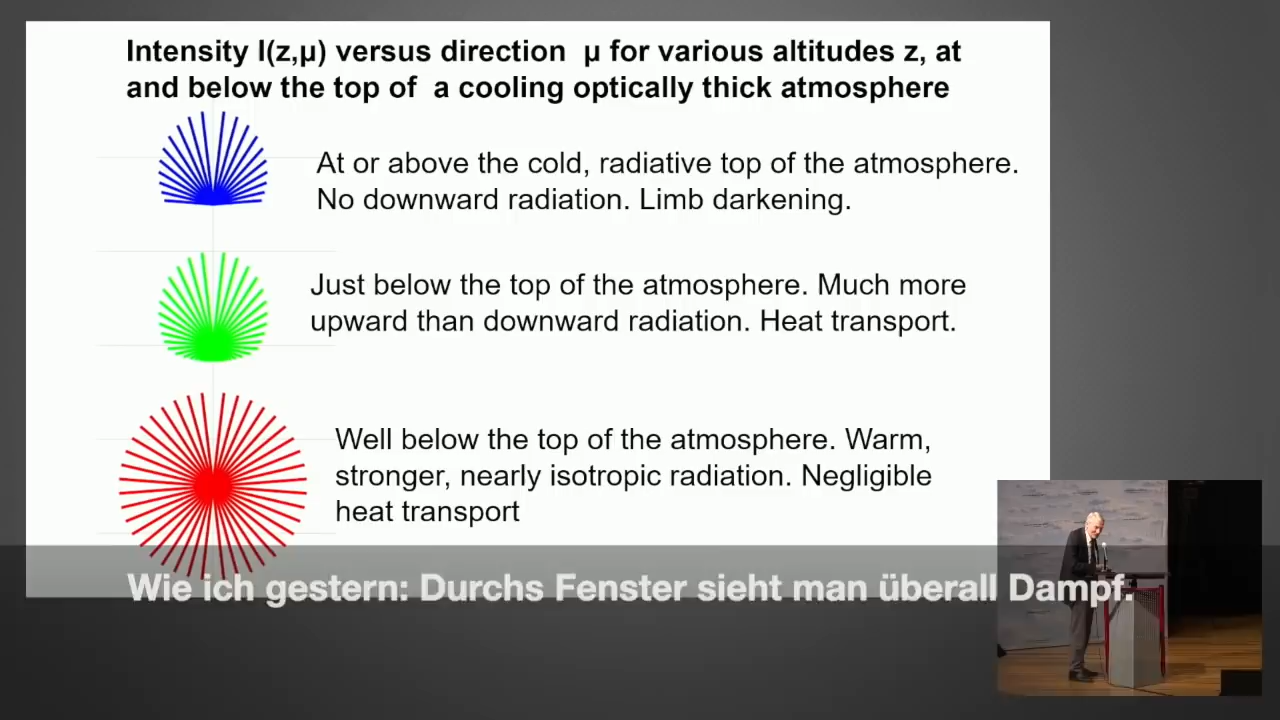 Intensity I(z,μ) versus direction μ for various altitudes z, at
and below the top of a cooling optically thick atmosphere
At or above the cold, radiative top of the atmosphere.
No downward radiation. Limb darkening.
Just below the top of the atmosphere. Much more
upward than downward radiation. Heat transport.
Well below the top of the atmosphere. Warm,
stronger, nearly isotropic radiation. Negligible
heat transport
Wie ich gestern: Durchs Fenster sieht man überall Dampf.